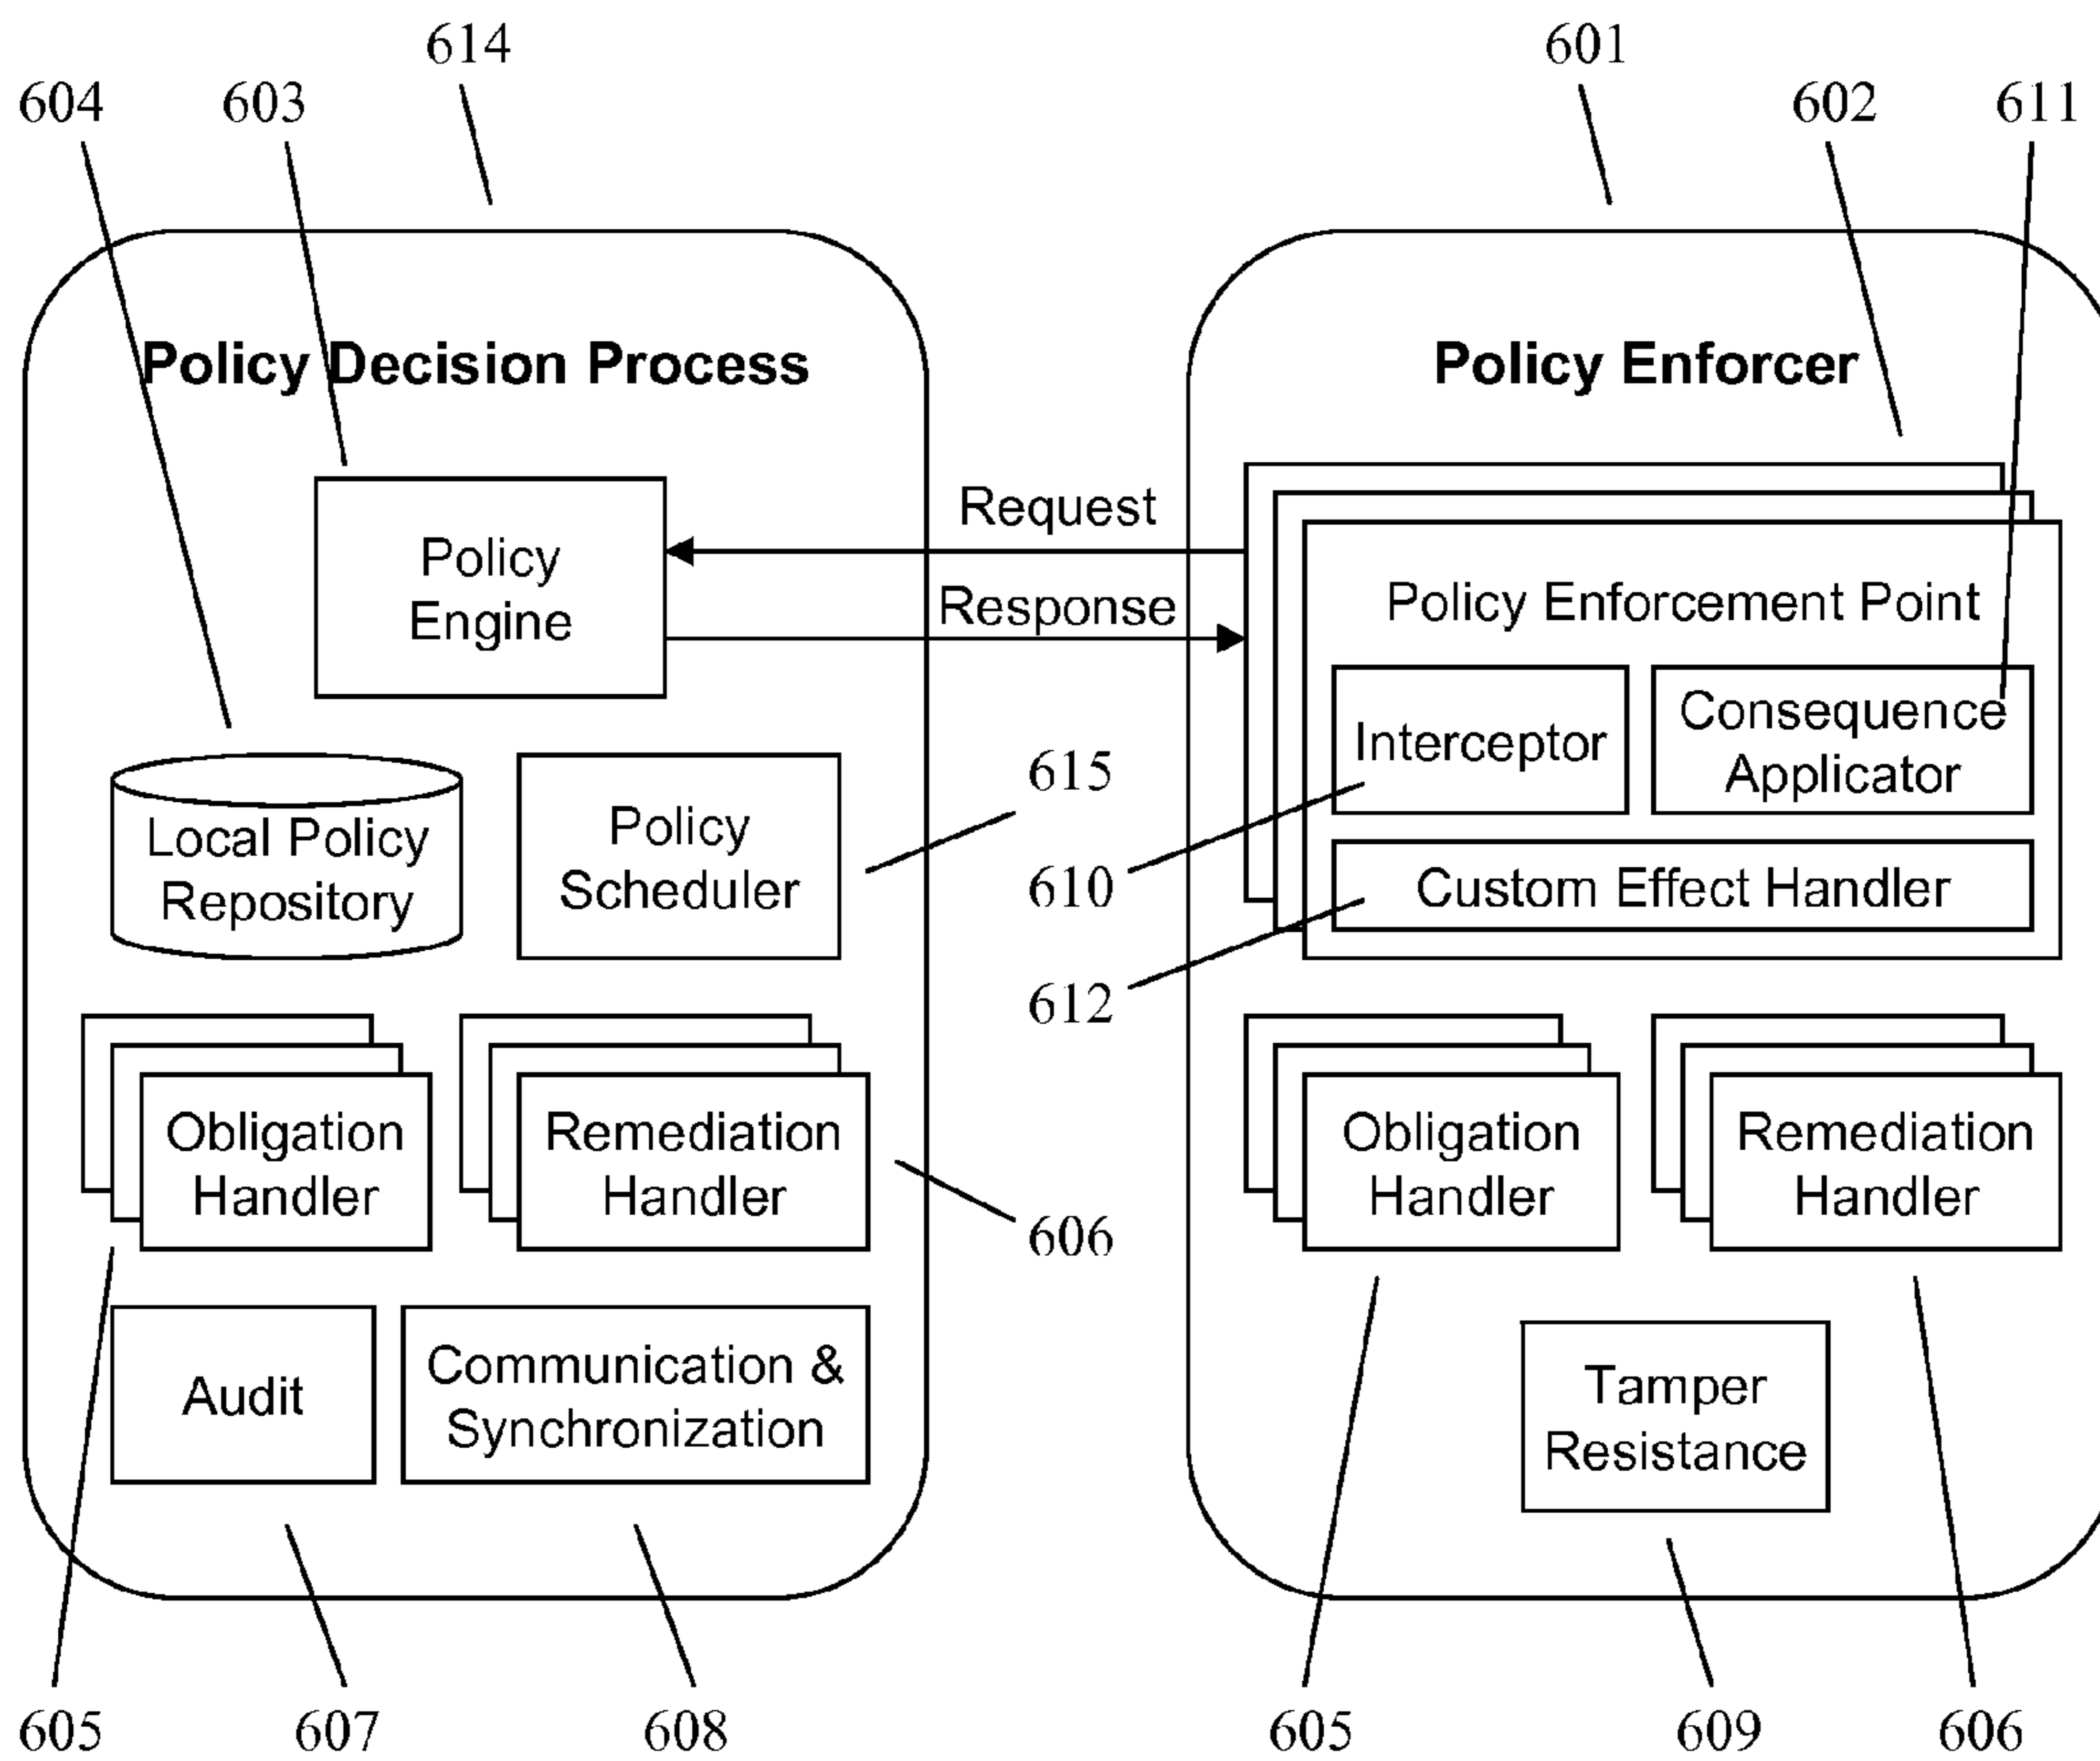 614
601
604
603
602
611
Policy Decision Process
Policy Enforcer
Policy
Engine
Request
Response
Policy Enforcement Point
Interceptor
Consequence
Applicator
Custom Effect Handler
Local Policy
Repository
Policy
Scheduler
615
610
612
Obligation
Handler
Remediation
Handler
606
Obligation
Handler
Remediation
Handler
Audit
Communication &
Synchronization
Tamper
Resistance
605
607
608
605
609
606